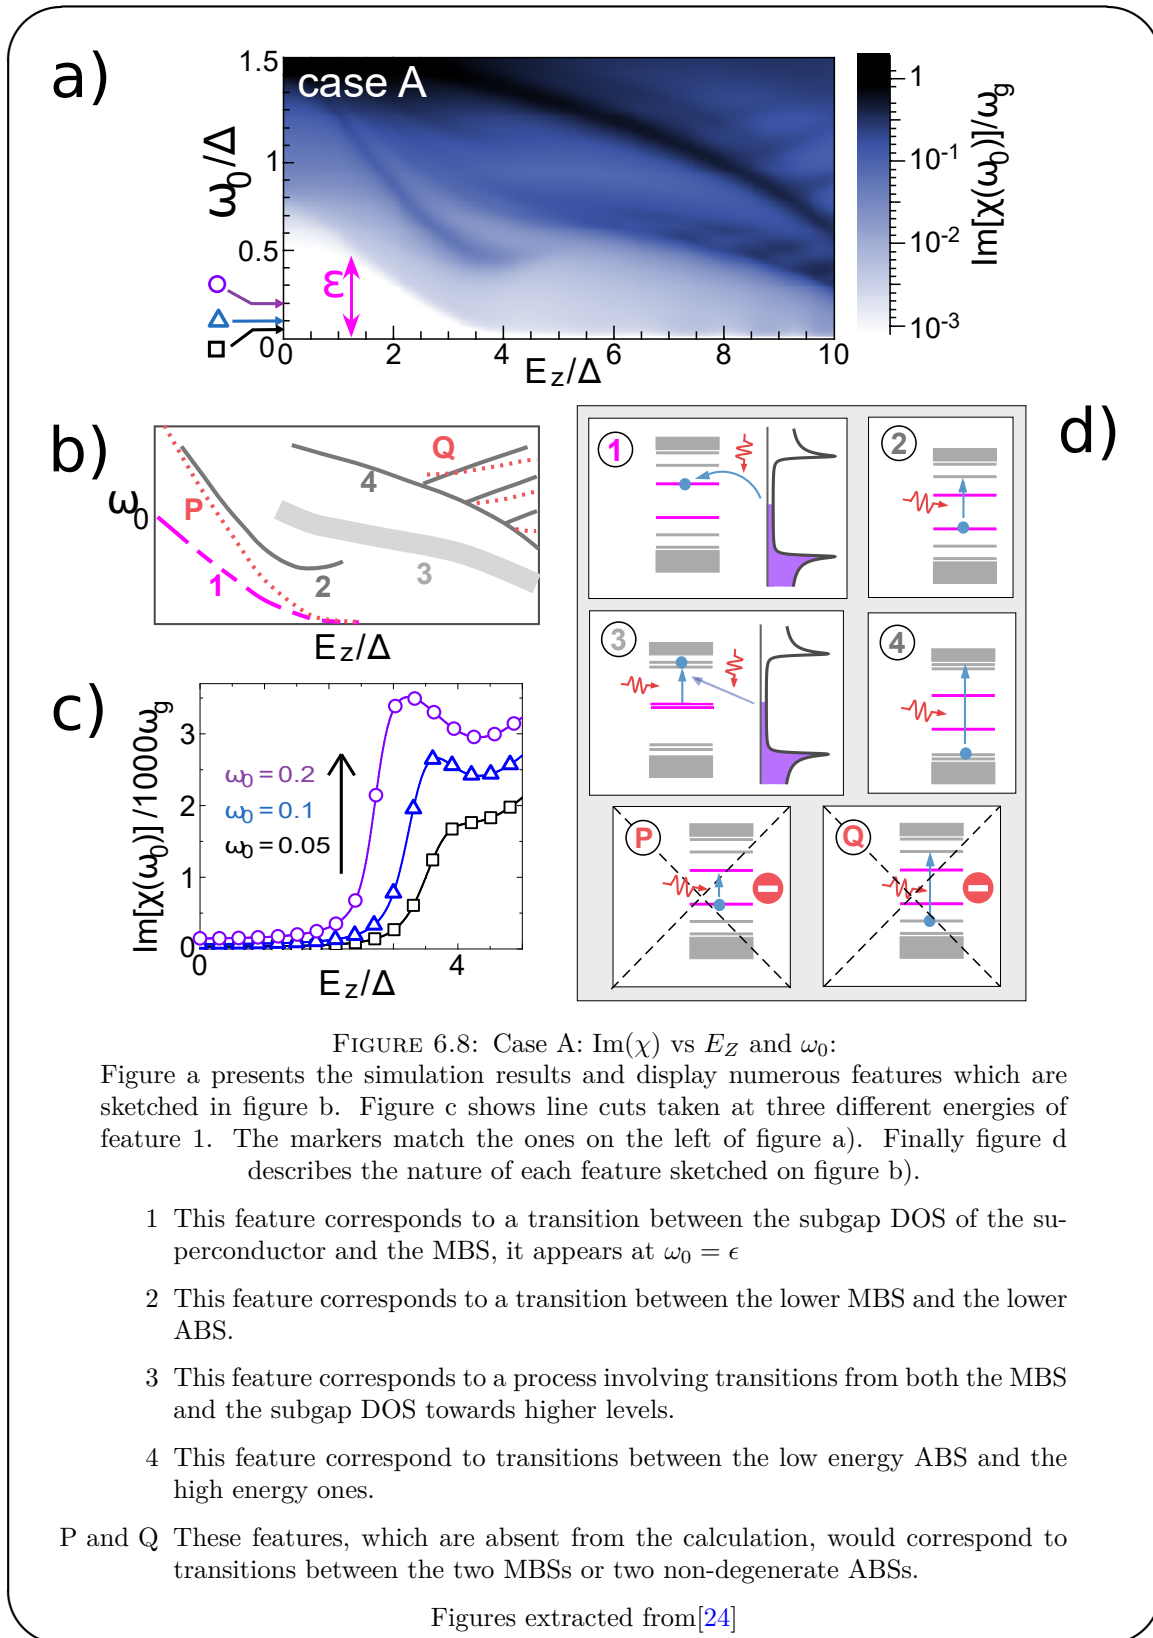 a)
case A
1.5
1
0.5
0
ω₀/Δ
ε
0 2 4 6 8 10
E_Z/Δ
1
10⁻¹
10⁻²
10⁻³
Im[χ(ω₀)]/ω_g
b)
ω₀
P
1
2
3
4
Q
E_Z/Δ
c)
Im[χ(ω₀)] /1000ω_g
3
2
1
0
ω₀ = 0.2
ω₀ = 0.1
ω₀ = 0.05
0 4
E_Z/Δ
d)
1
2
3
4
P
Q
FIGURE 6.8: Case A: Im(χ) vs E_Z and ω₀:
Figure a presents the simulation results and display numerous features which are
sketched in figure b. Figure c shows line cuts taken at three different energies of
feature 1. The markers match the ones on the left of figure a). Finally figure d
describes the nature of each feature sketched on figure b).
1 This feature corresponds to a transition between the subgap DOS of the su-
perconductor and the MBS, it appears at ω₀ = ϵ
2 This feature corresponds to a transition between the lower MBS and the lower
ABS.
3 This feature corresponds to a process involving transitions from both the MBS
and the subgap DOS towards higher levels.
4 This feature correspond to transitions between the low energy ABS and the
high energy ones.
P and Q These features, which are absent from the calculation, would correspond to
transitions between the two MBSs or two non-degenerate ABSs.
Figures extracted from[24]